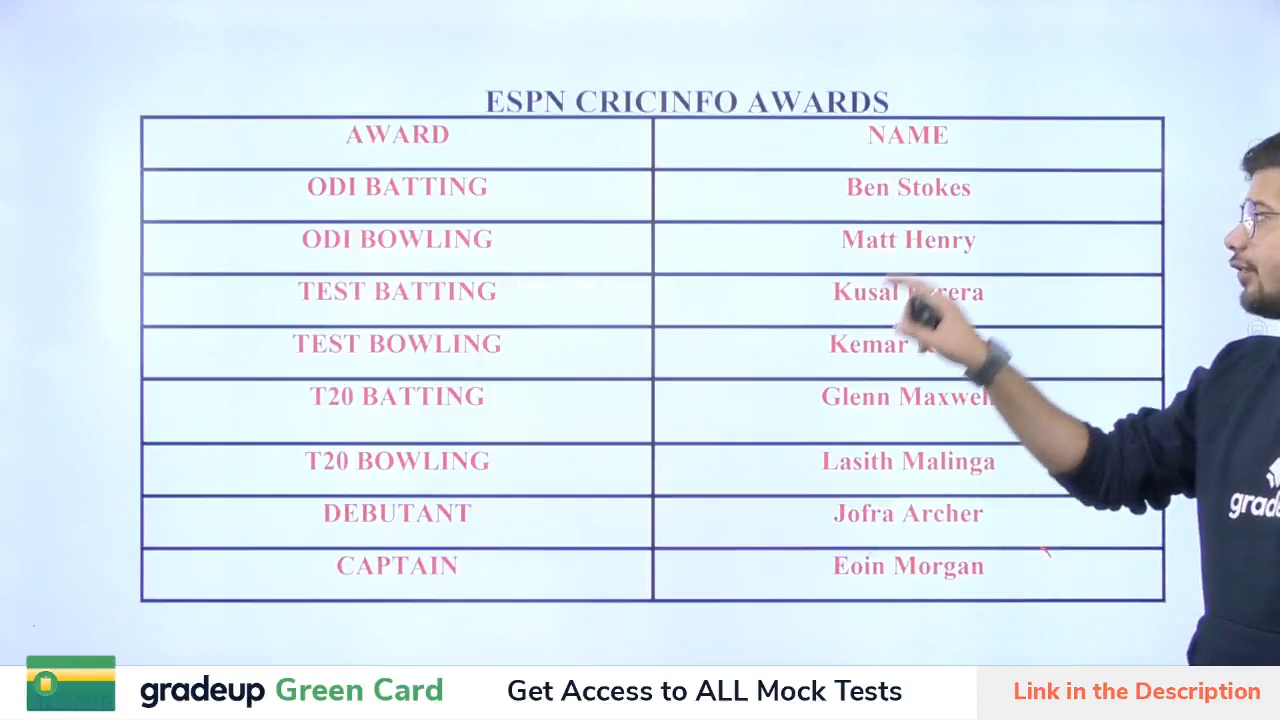 ESPN CRICINFO AWARDS
AWARD NAME
ODI BATTING Ben Stokes
ODI BOWLING Matt Henry
TEST BATTING Kusal
TEST BOWLING Kemar
T20 BATTING Glenn Maxwell
T20 BOWLING Lasith Malinga
DEBUTANT Jofra Archer
CAPTAIN Eoin Morgan
gradeup Green Card Get Access to ALL Mock Tests Link in the Description